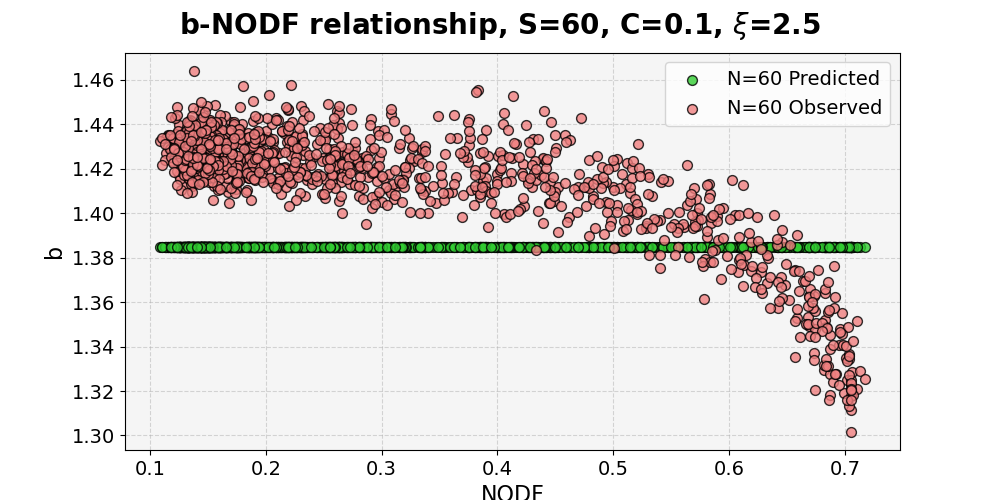 b-NODF relationship, S=60, C=0.1, ξ=2.5
N=60 Predicted
N=60 Observed
b
1.46
1.44
1.42
1.40
1.38
1.36
1.34
1.32
1.30
0.1 0.2 0.3 0.4 0.5 0.6 0.7
NODF